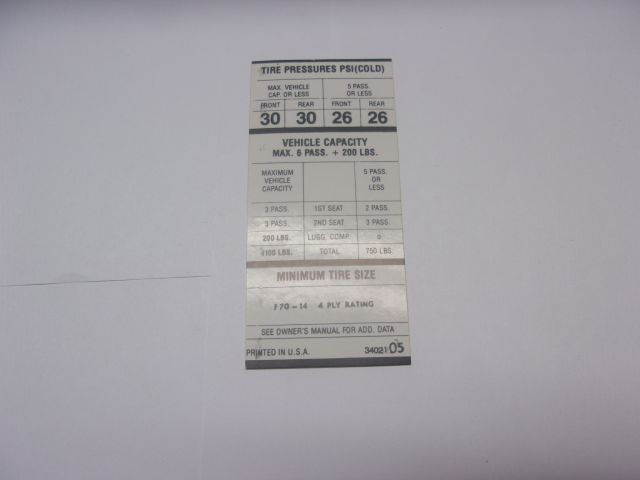 TIRE PRESSURES PSI(COLD)
MAX. VEHICLE CAP. OR LESS
5 PASS. OR LESS
FRONT REAR FRONT REAR
30 30 26 26
VEHICLE CAPACITY
MAX. 6 PASS. + 200 LBS.
MAXIMUM VEHICLE CAPACITY
5 PASS. OR LESS
3 PASS. 1ST SEAT 2 PASS.
3 PASS. 2ND SEAT 3 PASS.
200 LBS. LUGG. COMP. 0
1100 LBS. TOTAL 750 LBS.
MINIMUM TIRE SIZE
F70-14 4 PLY RATING
SEE OWNER'S MANUAL FOR ADD. DATA
PRINTED IN U.S.A. 34021 05